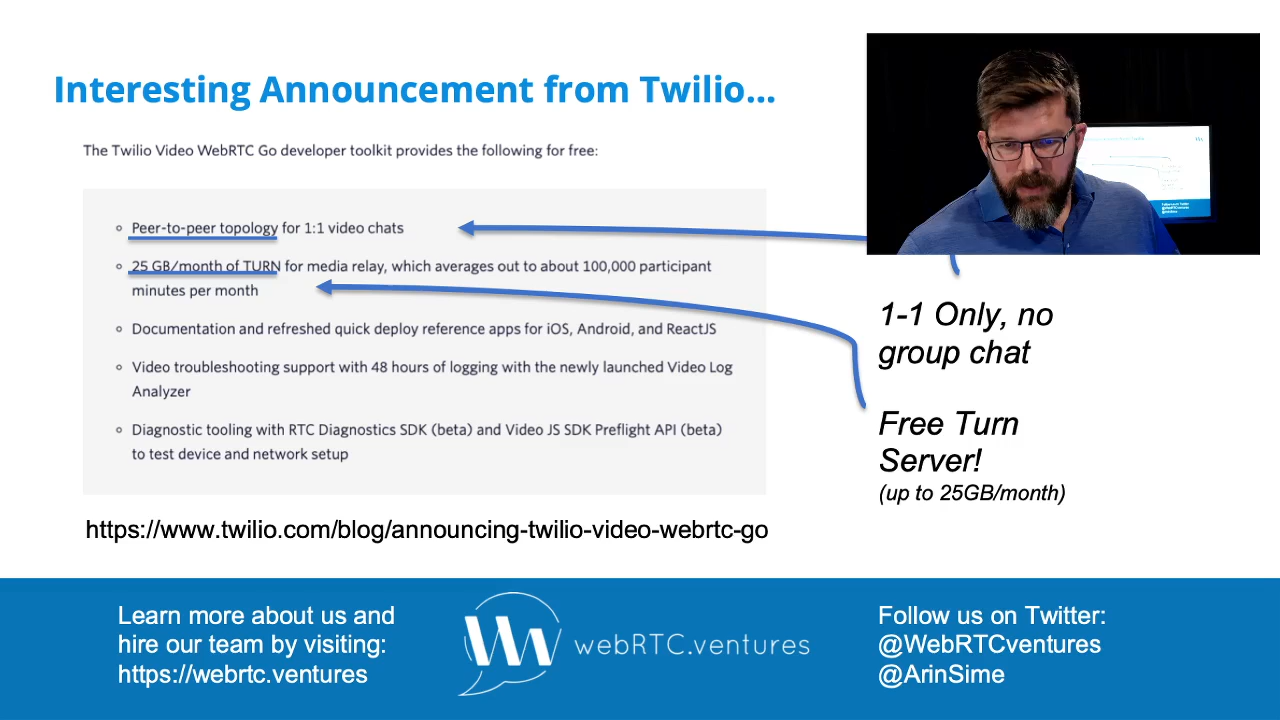 Interesting Announcement from Twilio...
The Twilio Video WebRTC Go developer toolkit provides the following for free:
Peer-to-peer topology for 1:1 video chats
25 GB/month of TURN for media relay, which averages out to about 100,000 participant
minutes per month
Documentation and refreshed quick deploy reference apps for iOS, Android, and ReactJS
Video troubleshooting support with 48 hours of logging with the newly launched Video Log
Analyzer
Diagnostic tooling with RTC Diagnostics SDK (beta) and Video JS SDK Preflight API (beta)
to test device and network setup
https://www.twilio.com/blog/announcing-twilio-video-webrtc-go
1-1 Only, no
group chat
Free Turn
Server!
(up to 25GB/month)
Learn more about us and
hire our team by visiting:
https://webrtc.ventures
webRTC.ventures
Follow us on Twitter:
@WebRTCventures
@ArinSime